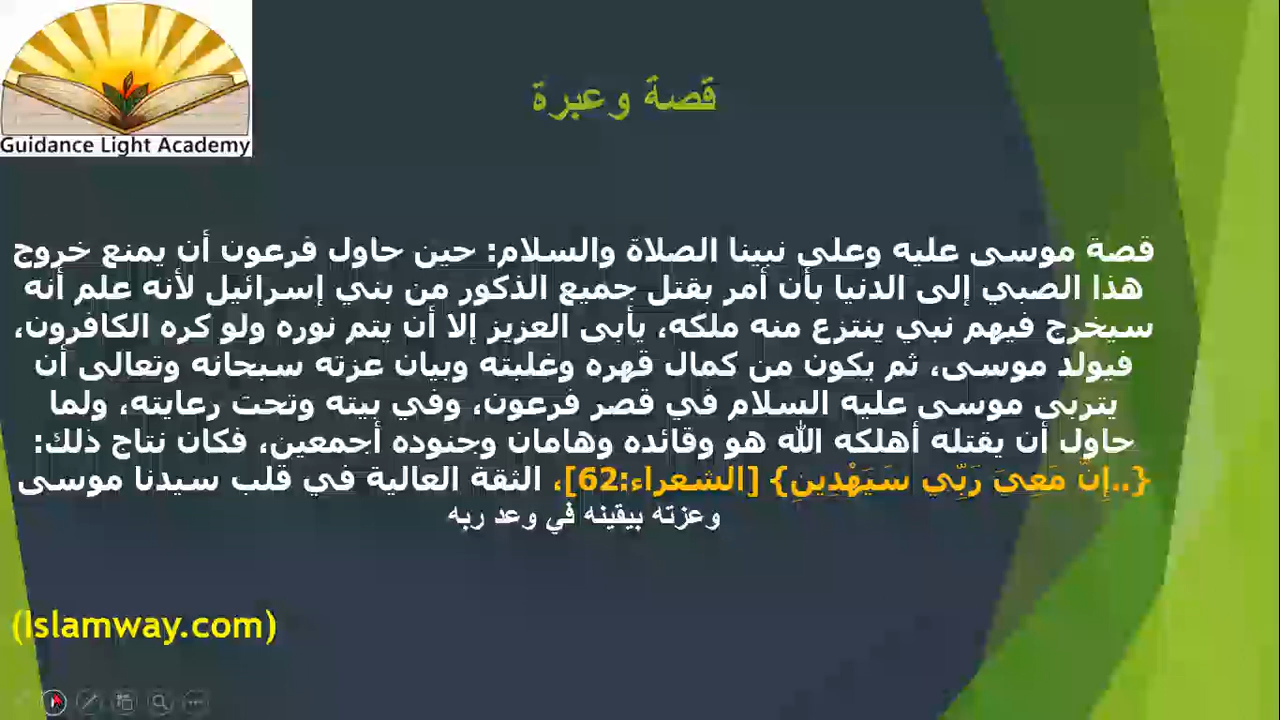 Guidance Light Academy
قصة وعبرة
قصة موسى عليه وعلى نبينا الصلاة والسلام: حين حاول فرعون أن يمنع خروج
هذا الصبي إلى الدنيا بأن أمر بقتل جميع الذكور من بني إسرائيل لأنه علم أنه
سيخرج فيهم نبي ينتزع منه ملكه، يأبى العزيز إلا أن يتم نوره ولو كره الكافرون،
فيولد موسى، ثم يكون من كمال قهره وغلبته وبيان عزته سبحانه وتعالى أن
يتربى موسى عليه السلام في قصر فرعون، وفي بيته وتحت رعايته، ولما
حاول أن يقتله أهلكه الله هو وقائده وهامان وجنوده أجمعين، فكان نتاج ذلك:
{..إِنَّ مَعِيَ رَبِّي سَيَهْدِينِ} [الشعراء:62]، الثقة العالية في قلب سيدنا موسى
وعزته بيقينه في وعد ربه
(Islamway.com)